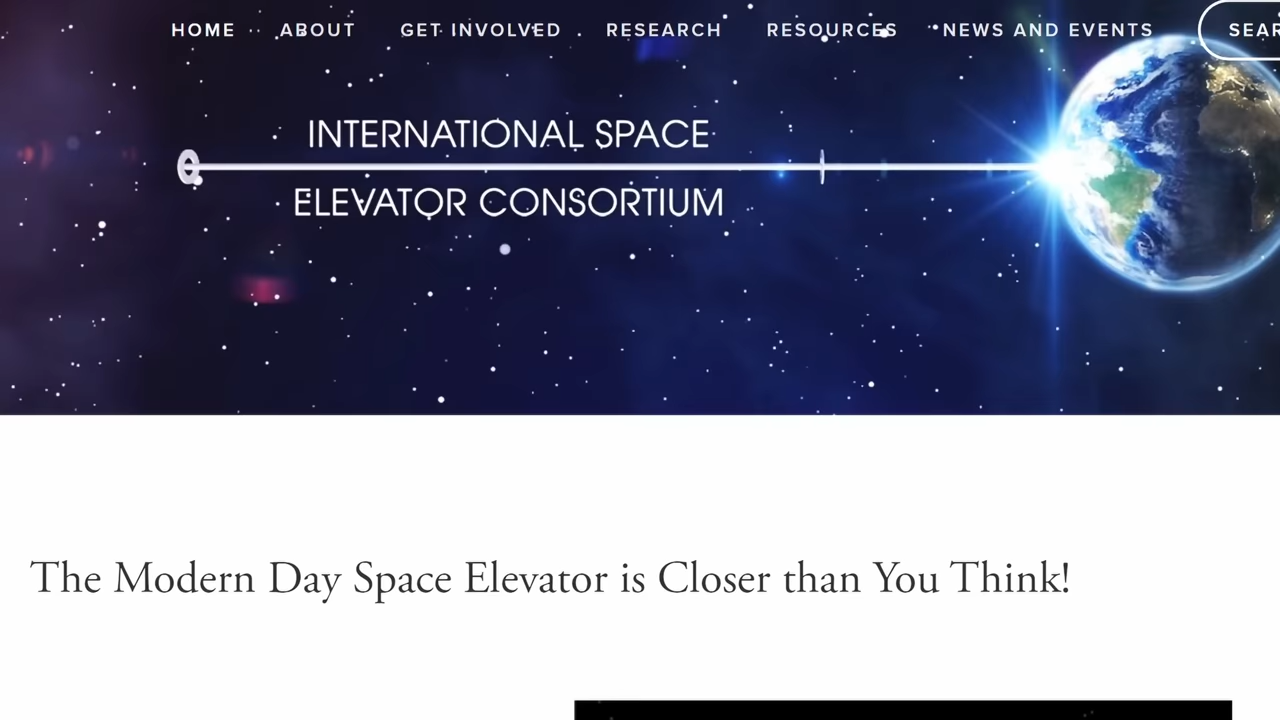 HOME ABOUT GET INVOLVED RESEARCH RESOURCES NEWS AND EVENTS
INTERNATIONAL SPACE
ELEVATOR CONSORTIUM
The Modern Day Space Elevator is Closer than You Think!